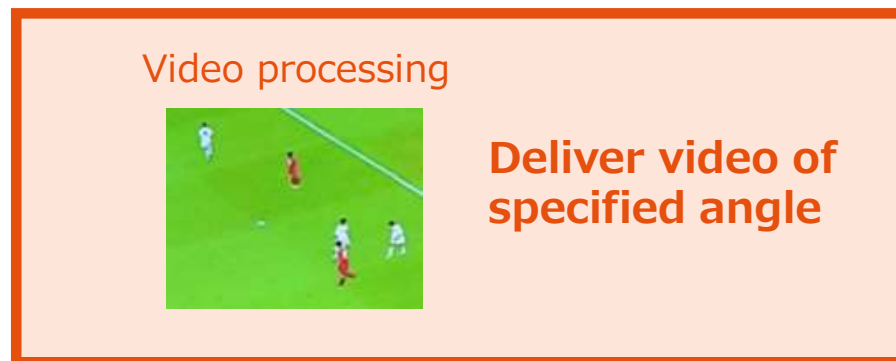 Video processing
Deliver video of
specified angle